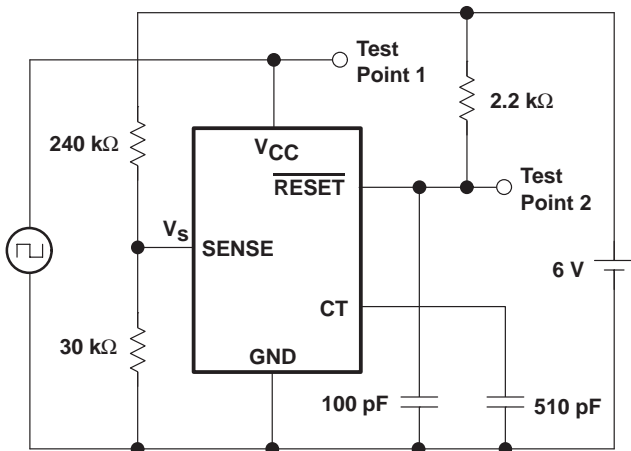 Test
Point 1
2.2 kΩ
240 kΩ
VCC
RESET
Test
Point 2
Vs
SENSE
6 V
CT
30 kΩ
GND
100 pF
510 pF